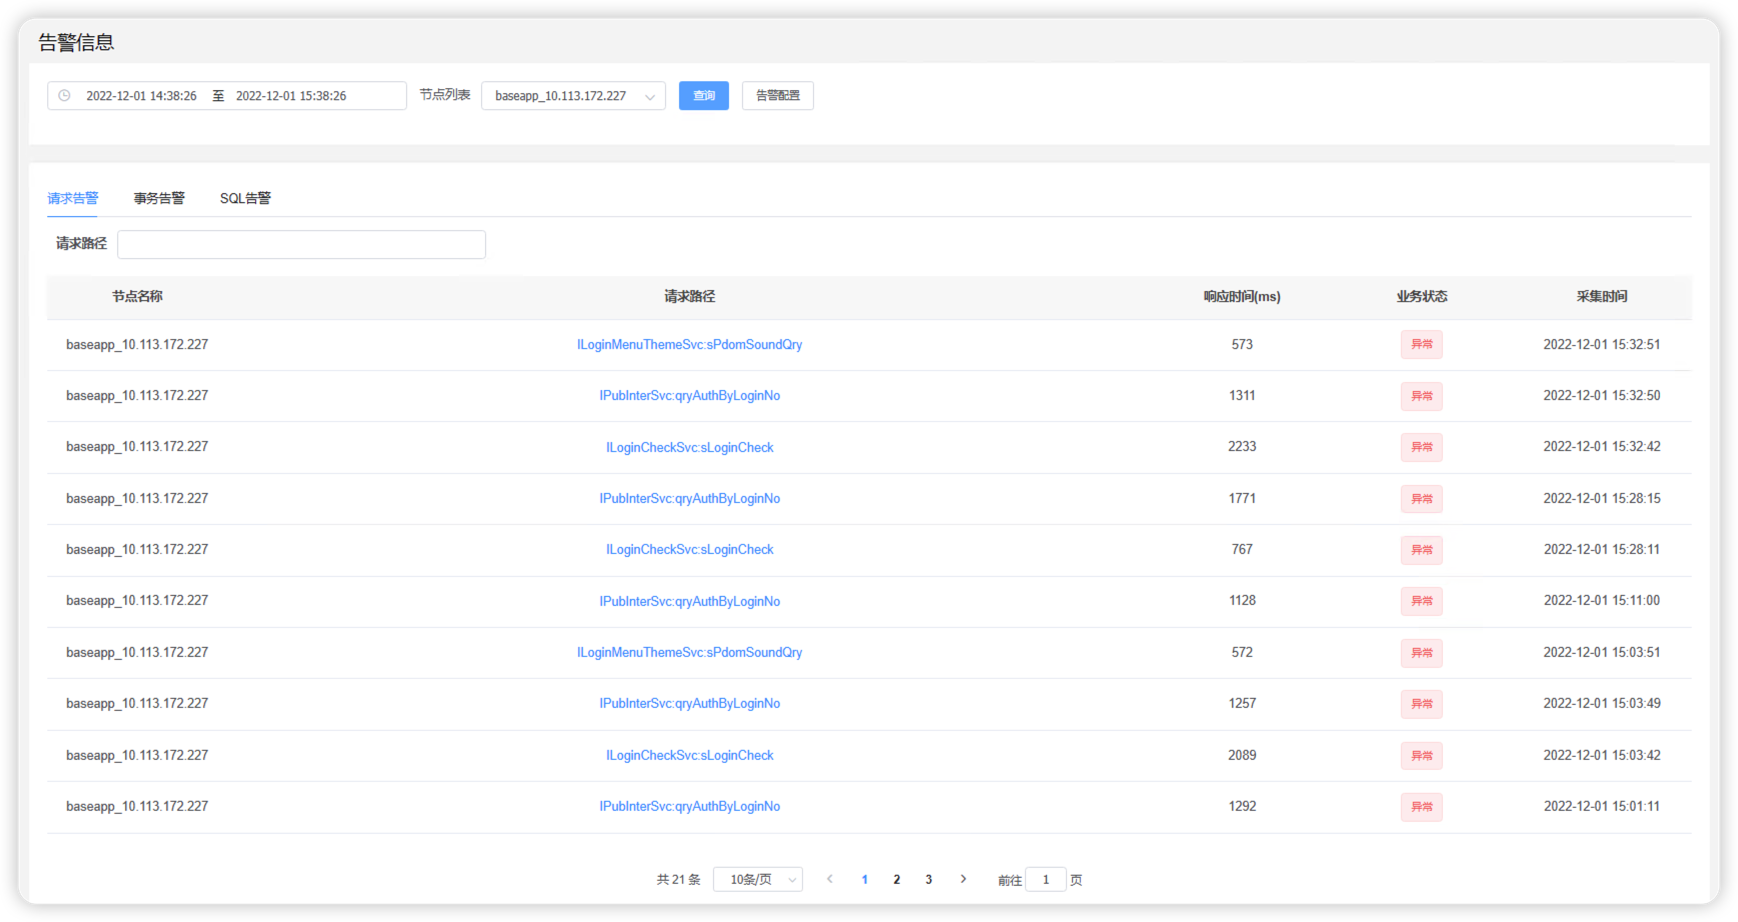 告警信息
2022-12-01 14:38:26 至 2022-12-01 15:38:26 节点列表 baseapp_10.113.172.227 查询 告警配置
请求告警 事务告警 SQL告警
请求路径
节点名称 请求路径 响应时间(ms) 业务状态 采集时间
baseapp_10.113.172.227 ILoginMenuThemeSvc:sPdomSoundQry 573 异常 2022-12-01 15:32:51
baseapp_10.113.172.227 IPubInterSvc:qryAuthByLoginNo 1311 异常 2022-12-01 15:32:50
baseapp_10.113.172.227 ILoginCheckSvc:sLoginCheck 2233 异常 2022-12-01 15:32:42
baseapp_10.113.172.227 IPubInterSvc:qryAuthByLoginNo 1771 异常 2022-12-01 15:28:15
baseapp_10.113.172.227 ILoginCheckSvc:sLoginCheck 767 异常 2022-12-01 15:28:11
baseapp_10.113.172.227 IPubInterSvc:qryAuthByLoginNo 1128 异常 2022-12-01 15:11:00
baseapp_10.113.172.227 ILoginMenuThemeSvc:sPdomSoundQry 572 异常 2022-12-01 15:03:51
baseapp_10.113.172.227 IPubInterSvc:qryAuthByLoginNo 1257 异常 2022-12-01 15:03:49
baseapp_10.113.172.227 ILoginCheckSvc:sLoginCheck 2089 异常 2022-12-01 15:03:42
baseapp_10.113.172.227 IPubInterSvc:qryAuthByLoginNo 1292 异常 2022-12-01 15:01:11
共 21 条 10条/页 1 2 3 前往 1 页